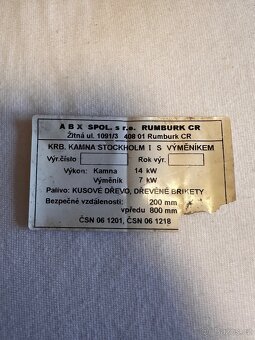 A B X SPOL. s r.o. RUMBURK CR
Žitná ul. 1091/3 408 01 Rumburk CR
KRB. KAMNA STOCKHOLM I S VÝMĚNÍKEM
Výr.číslo Rok výr.
Výkon: Kamna 14 kW
Výměník 7 kW
Palivo: KUSOVÉ DŘEVO, DŘEVĚNÉ BRIKETY
Bezpečné vzdálenosti: 200 mm
vpředu 800 mm
ČSN 06 1201, ČSN 06 1218